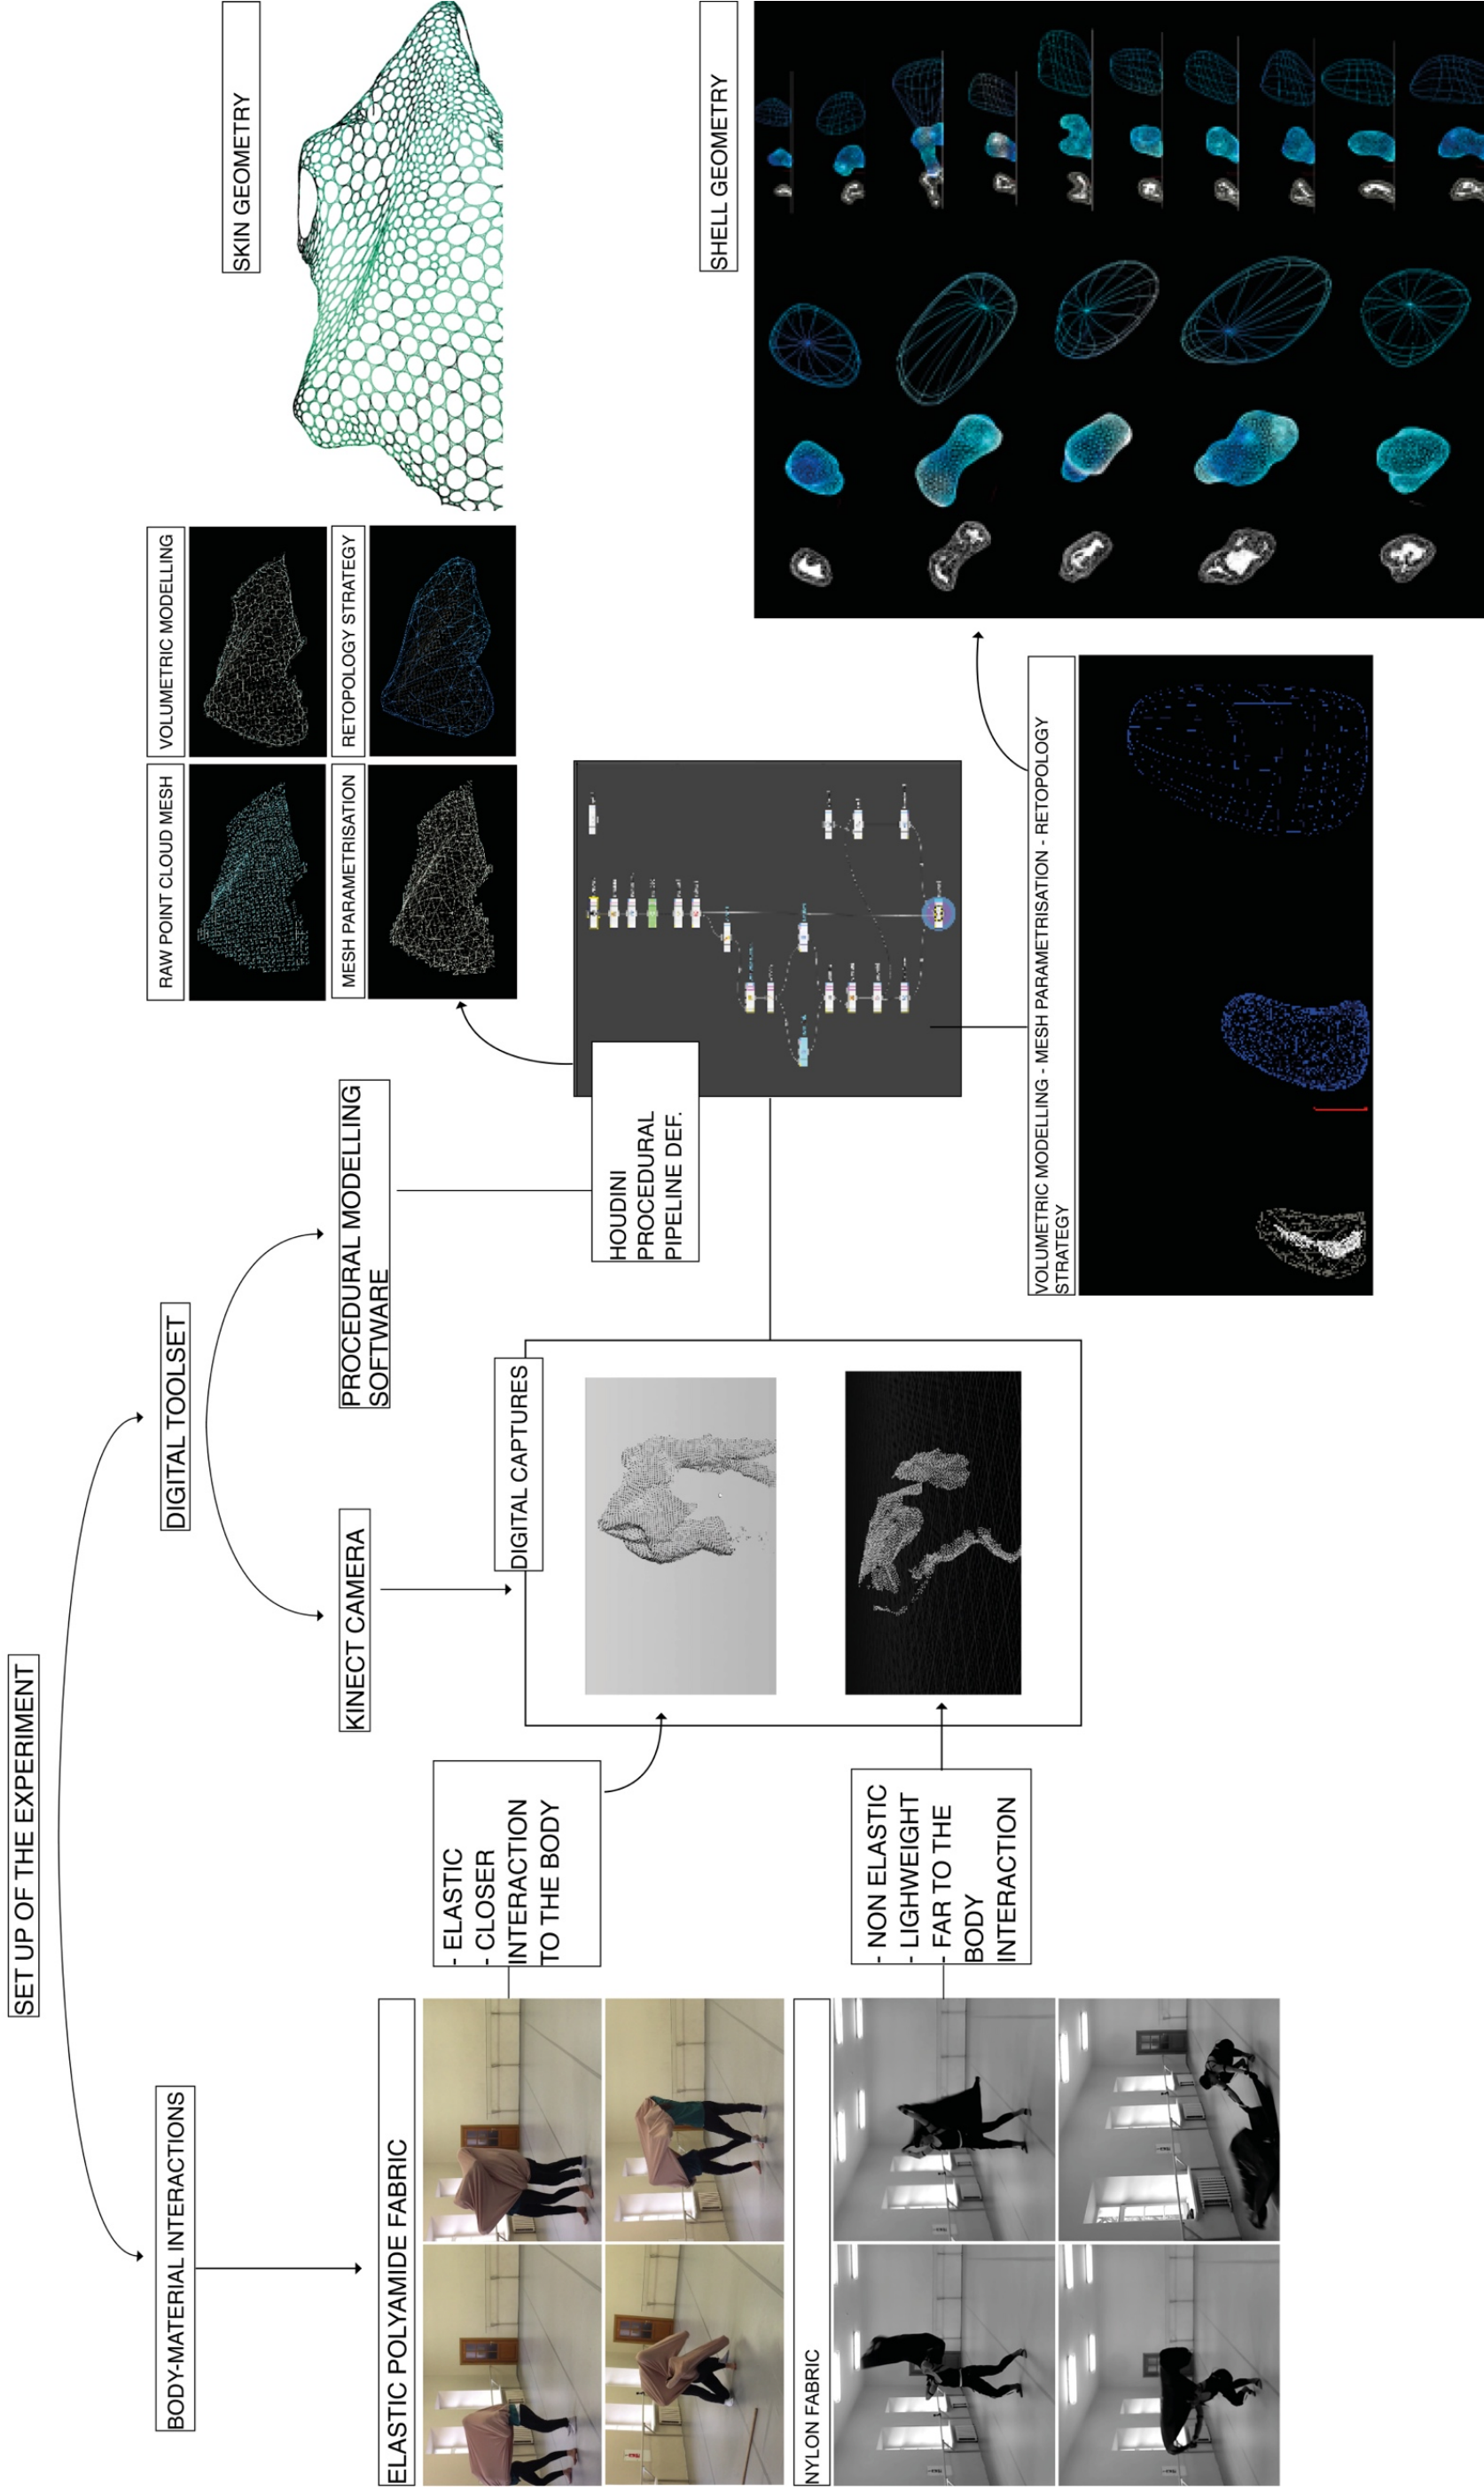 SET UP OF THE EXPERIMENT
BODY-MATERIAL INTERACTIONS
DIGITAL TOOLSET
ELASTIC POLYAMIDE FABRIC
- ELASTIC
- CLOSER
INTERACTION
TO THE BODY
NYLON FABRIC
- NON ELASTIC
- LIGHWEIGHT
- FAR TO THE
BODY
INTERACTION
KINECT CAMERA
PROCEDURAL MODELLING
SOFTWARE
DIGITAL CAPTURES
HOUDINI
PROCEDURAL
PIPELINE DEF.
RAW POINT CLOUD MESH
VOLUMETRIC MODELLING
MESH PARAMETRISATION
RETOPOLOGY STRATEGY
SKIN GEOMETRY
VOLUMETRIC MODELLING - MESH PARAMETRISATION - RETOPOLOGY
STRATEGY
SHELL GEOMETRY